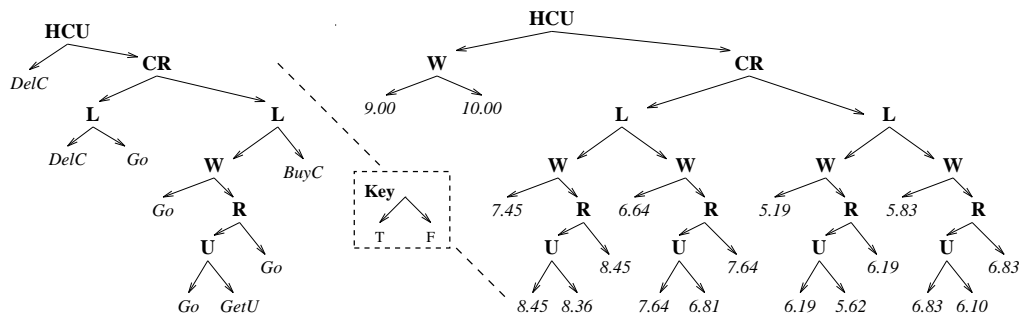 HCU HCU
CR W CR
DelC
9.00 10.00
L L L L
DelC Go W BuyC W W W W
Key
Go R 7.45 R 6.64 R 5.19 R 5.83 R
T F
U Go U 8.45 U 7.64 U 6.19 U 6.83
Go GetU 8.45 8.36 7.64 6.81 6.19 5.62 6.83 6.10